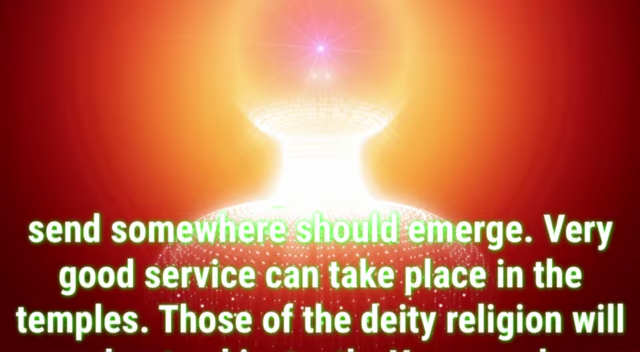 send somewhere should emerge. Very
good service can take place in the
temples. Those of the deity religion will